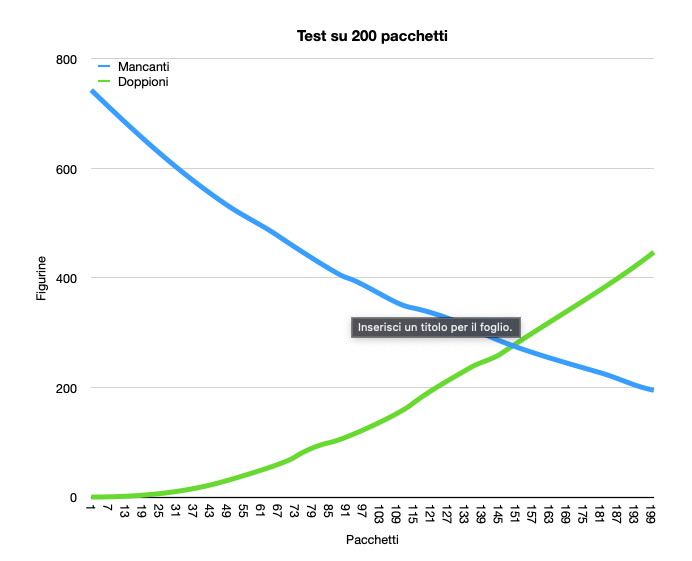 Test su 200 pacchetti
Mancanti
Doppioni
800
600
400
200
0
Figurine
Inserisci un titolo per il foglio.
1 7 13 19 25 31 37 43 49 55 61 67 73 79 85 91 97 103 109 115 121 127 133 139 145 151 157 163 169 175 181 187 193 199
Pacchetti